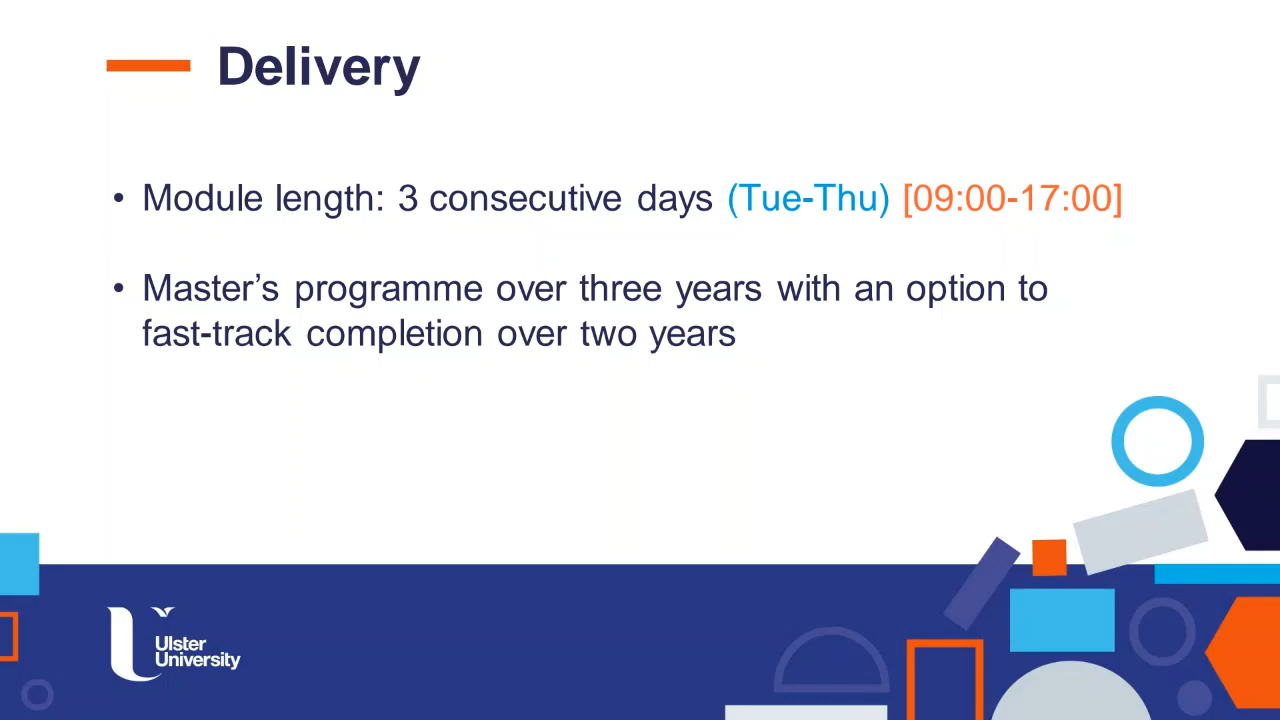 Delivery
• Module length: 3 consecutive days (Tue-Thu) [09:00-17:00]
• Master’s programme over three years with an option to
fast-track completion over two years
Ulster
University